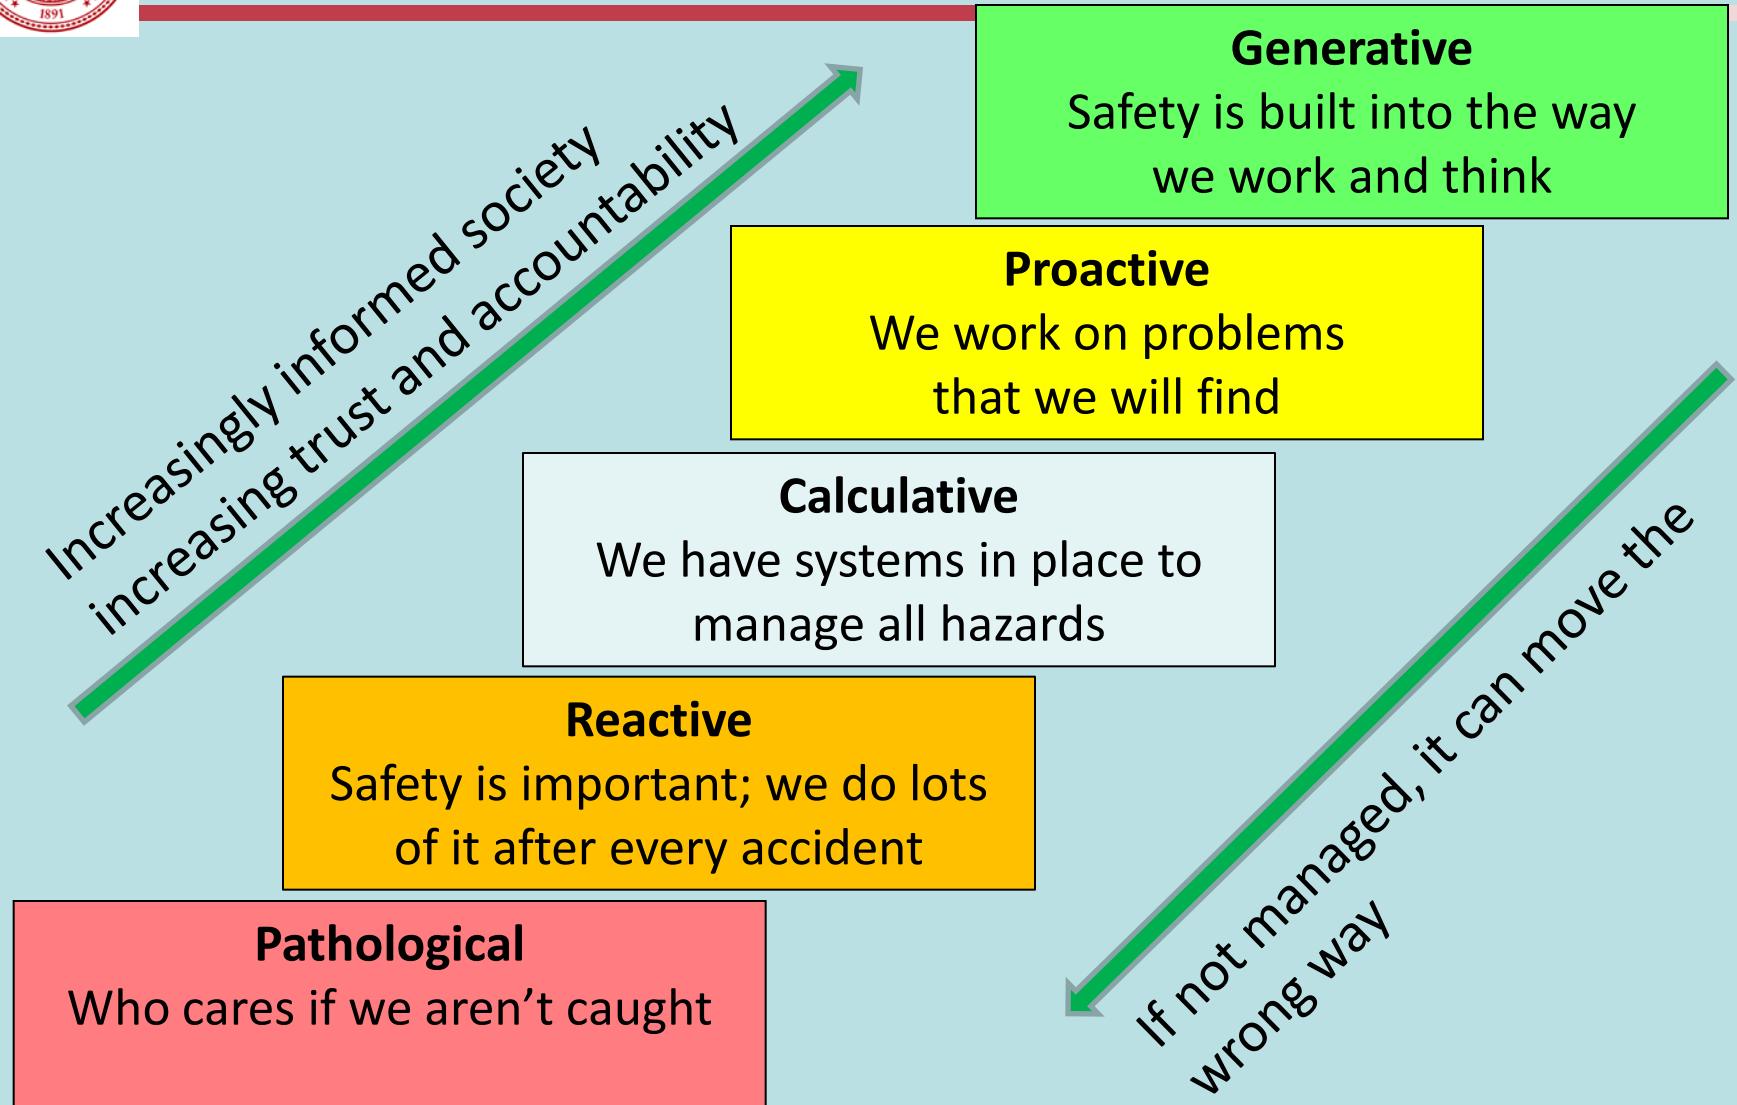 1891
Generative
Safety is built into the way
we work and think
Increasingly informed society
increasing trust and accountability
Proactive
We work on problems
that we will find
Calculative
We have systems in place to
manage all hazards
If not managed, it can move the
wrong way
Reactive
Safety is important; we do lots
of it after every accident
Pathological
Who cares if we aren’t caught